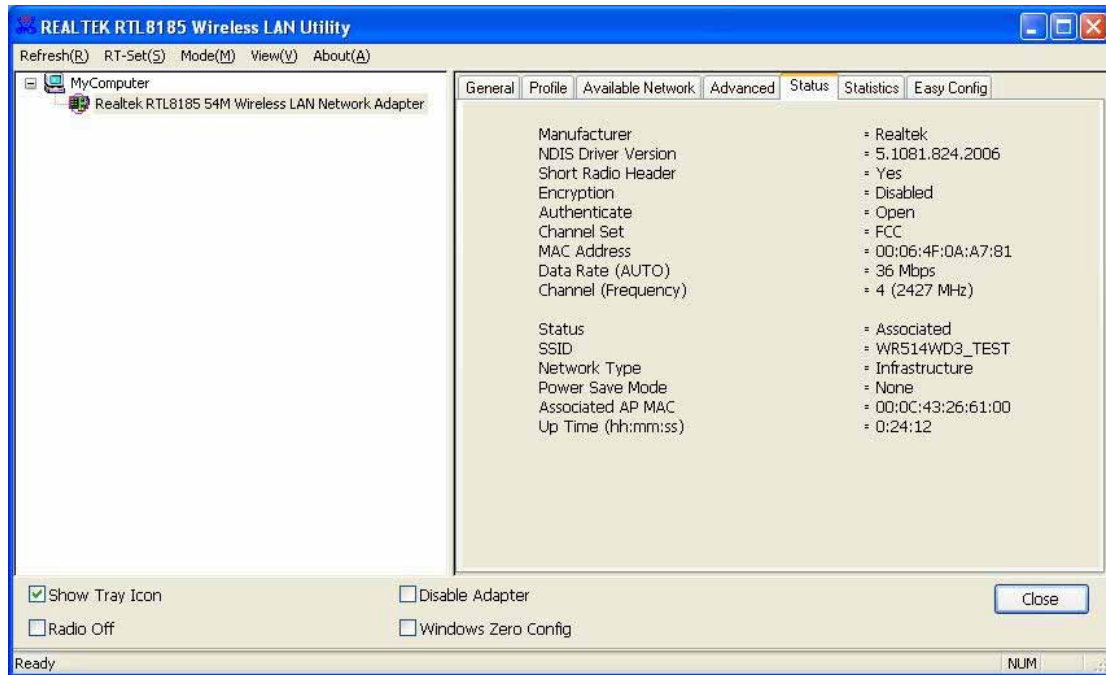 REALTEK RTL8185 Wireless LAN Utility
Refresh(R) RT-Set(S) Mode(M) View(V) About(A)
MyComputer
Realtek RTL8185 54M Wireless LAN Network Adapter
General Profile Available Network Advanced Status Statistics Easy Config
Manufacturer = Realtek
NDIS Driver Version = 5.1081.824.2006
Short Radio Header = Yes
Encryption = Disabled
Authenticate = Open
Channel Set = FCC
MAC Address = 00:06:4F:0A:A7:81
Data Rate (AUTO) = 36 Mbps
Channel (Frequency) = 4 (2427 MHz)
Status = Associated
SSID = WR514WD3_TEST
Network Type = Infrastructure
Power Save Mode = None
Associated AP MAC = 00:0C:43:26:61:00
Up Time (hh:mm:ss) = 0:24:12
Show Tray Icon Disable Adapter Close
Radio Off Windows Zero Config
Ready NUM